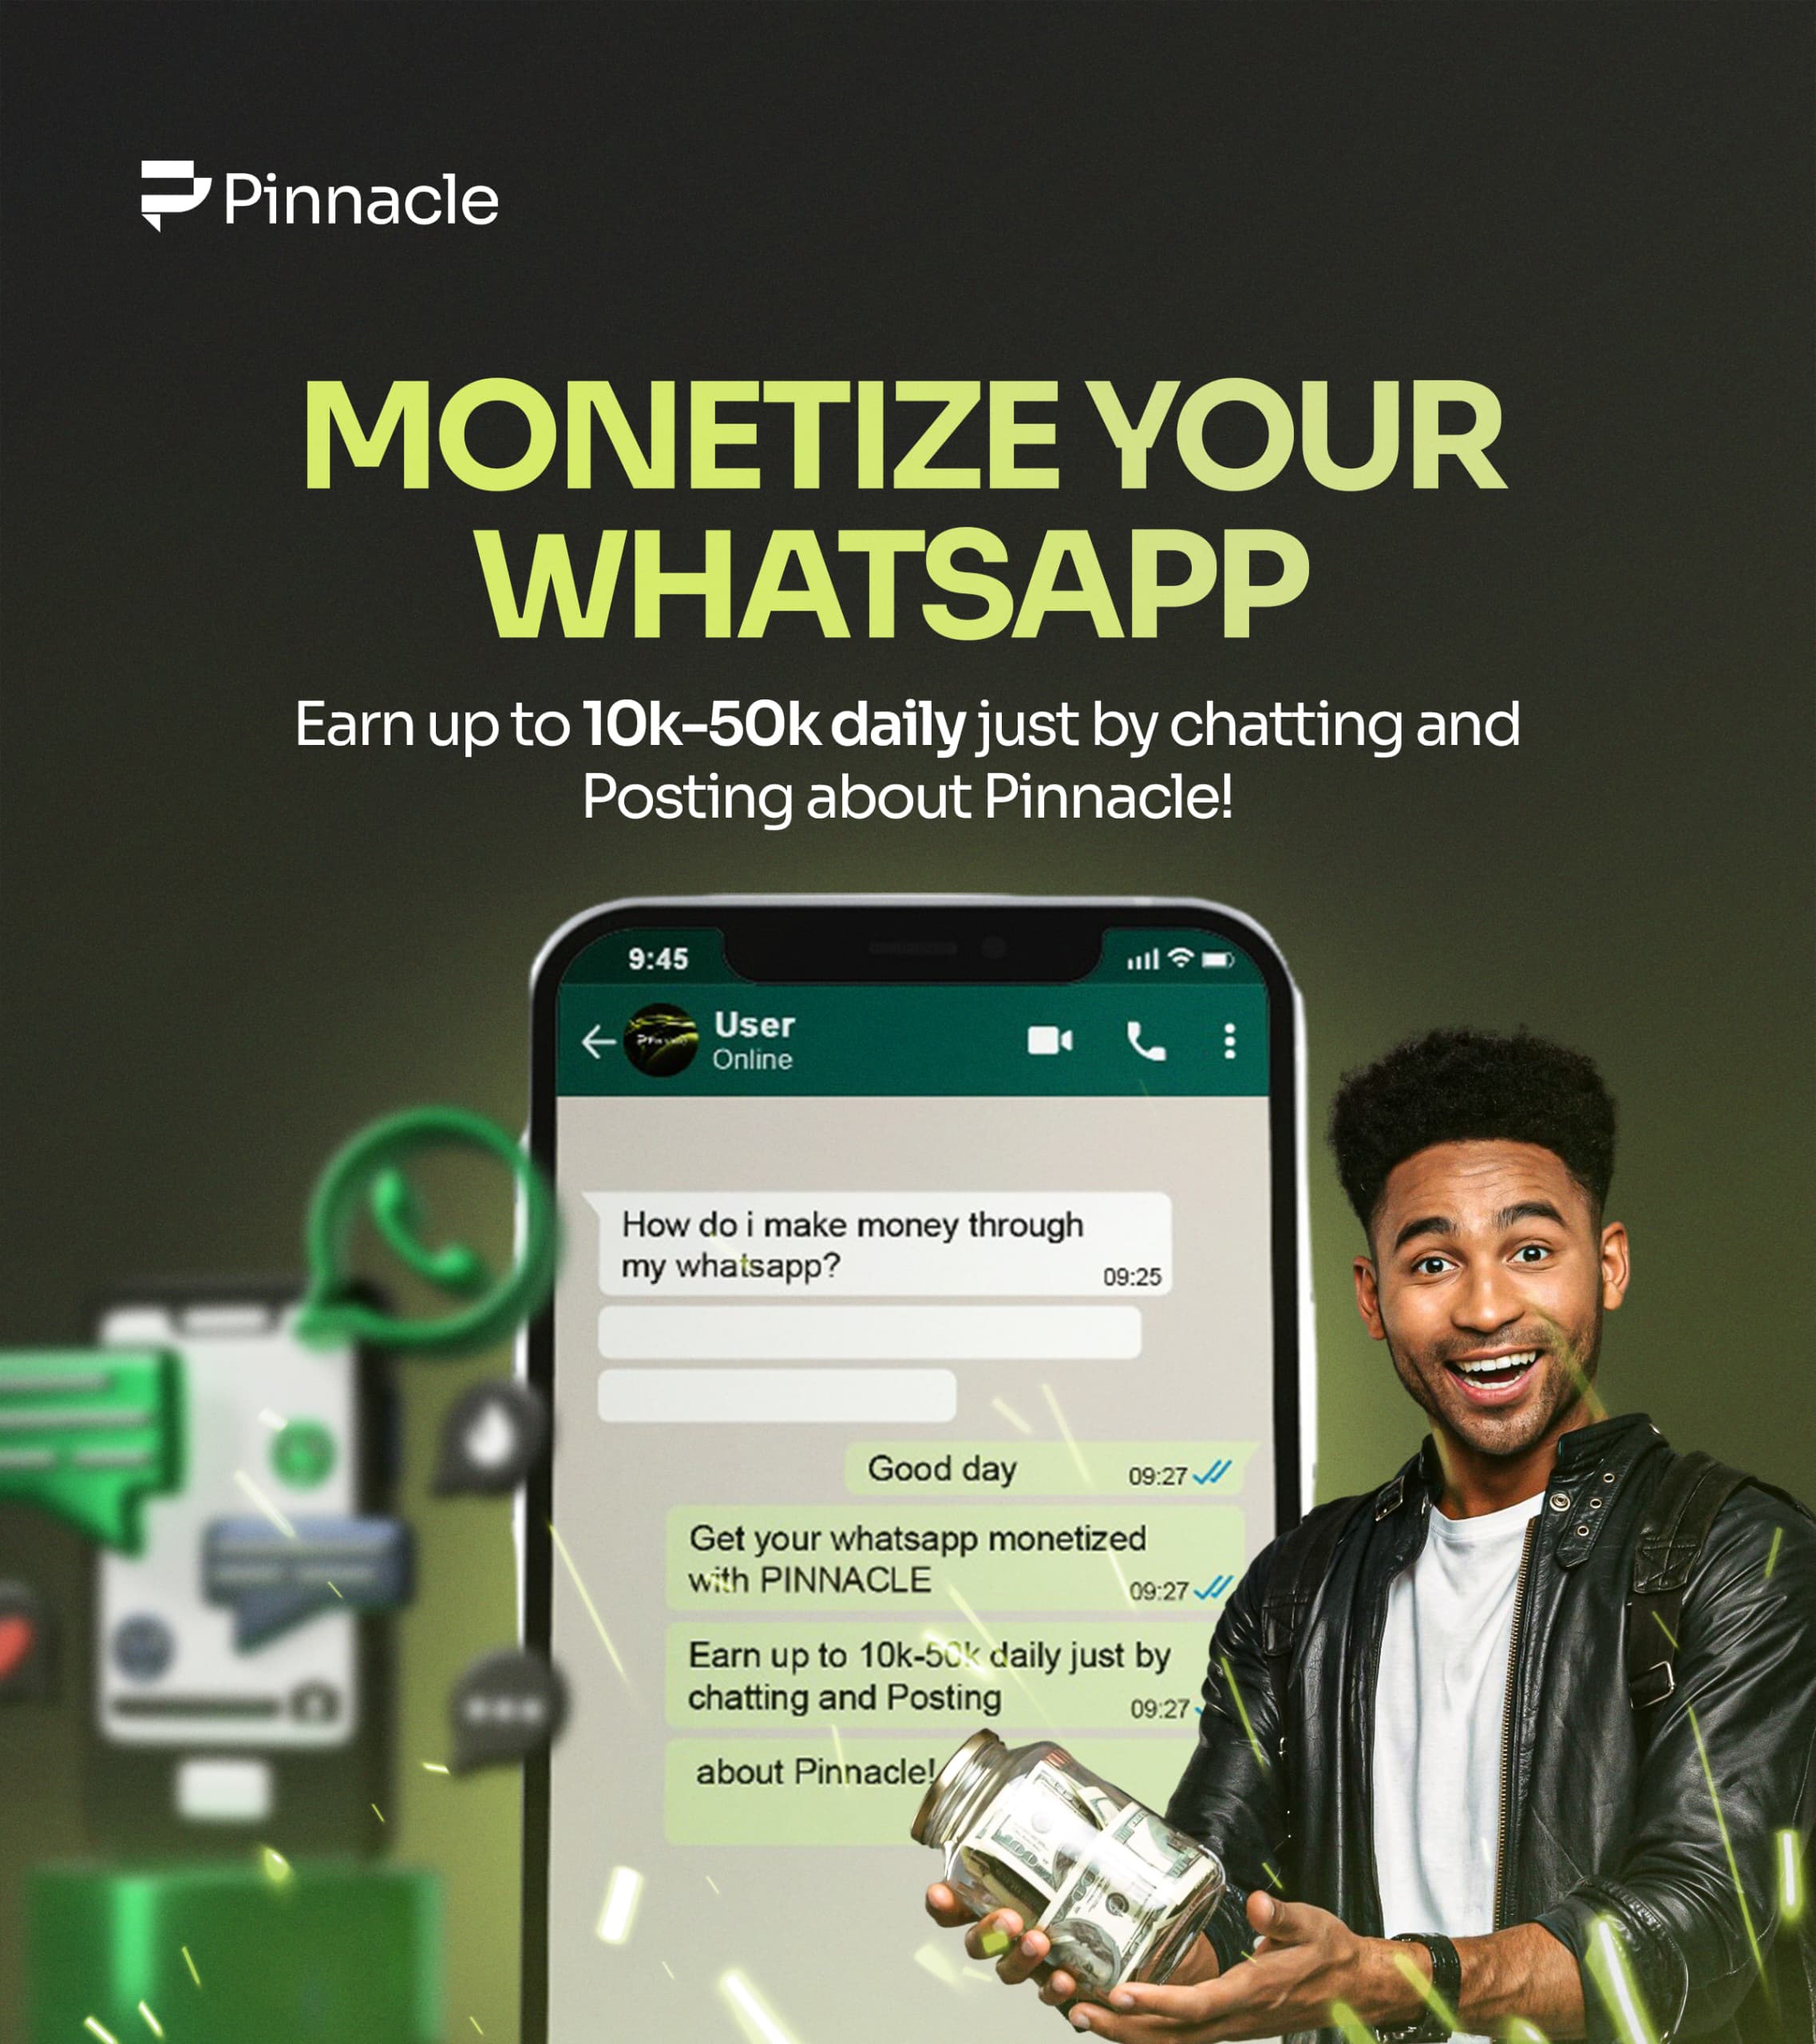 Pinnacle
MONETIZE YOUR
WHATSAPP
Earn up to 10k-50k daily just by chatting and
Posting about Pinnacle!
9:45
User
Online
How do i make money through
my whatsapp?
09:25
Good day
09:27
Get your whatsapp monetized
with PINNACLE
09:27
Earn up to 10k-50k daily just by
chatting and Posting
09:27
about Pinnacle!